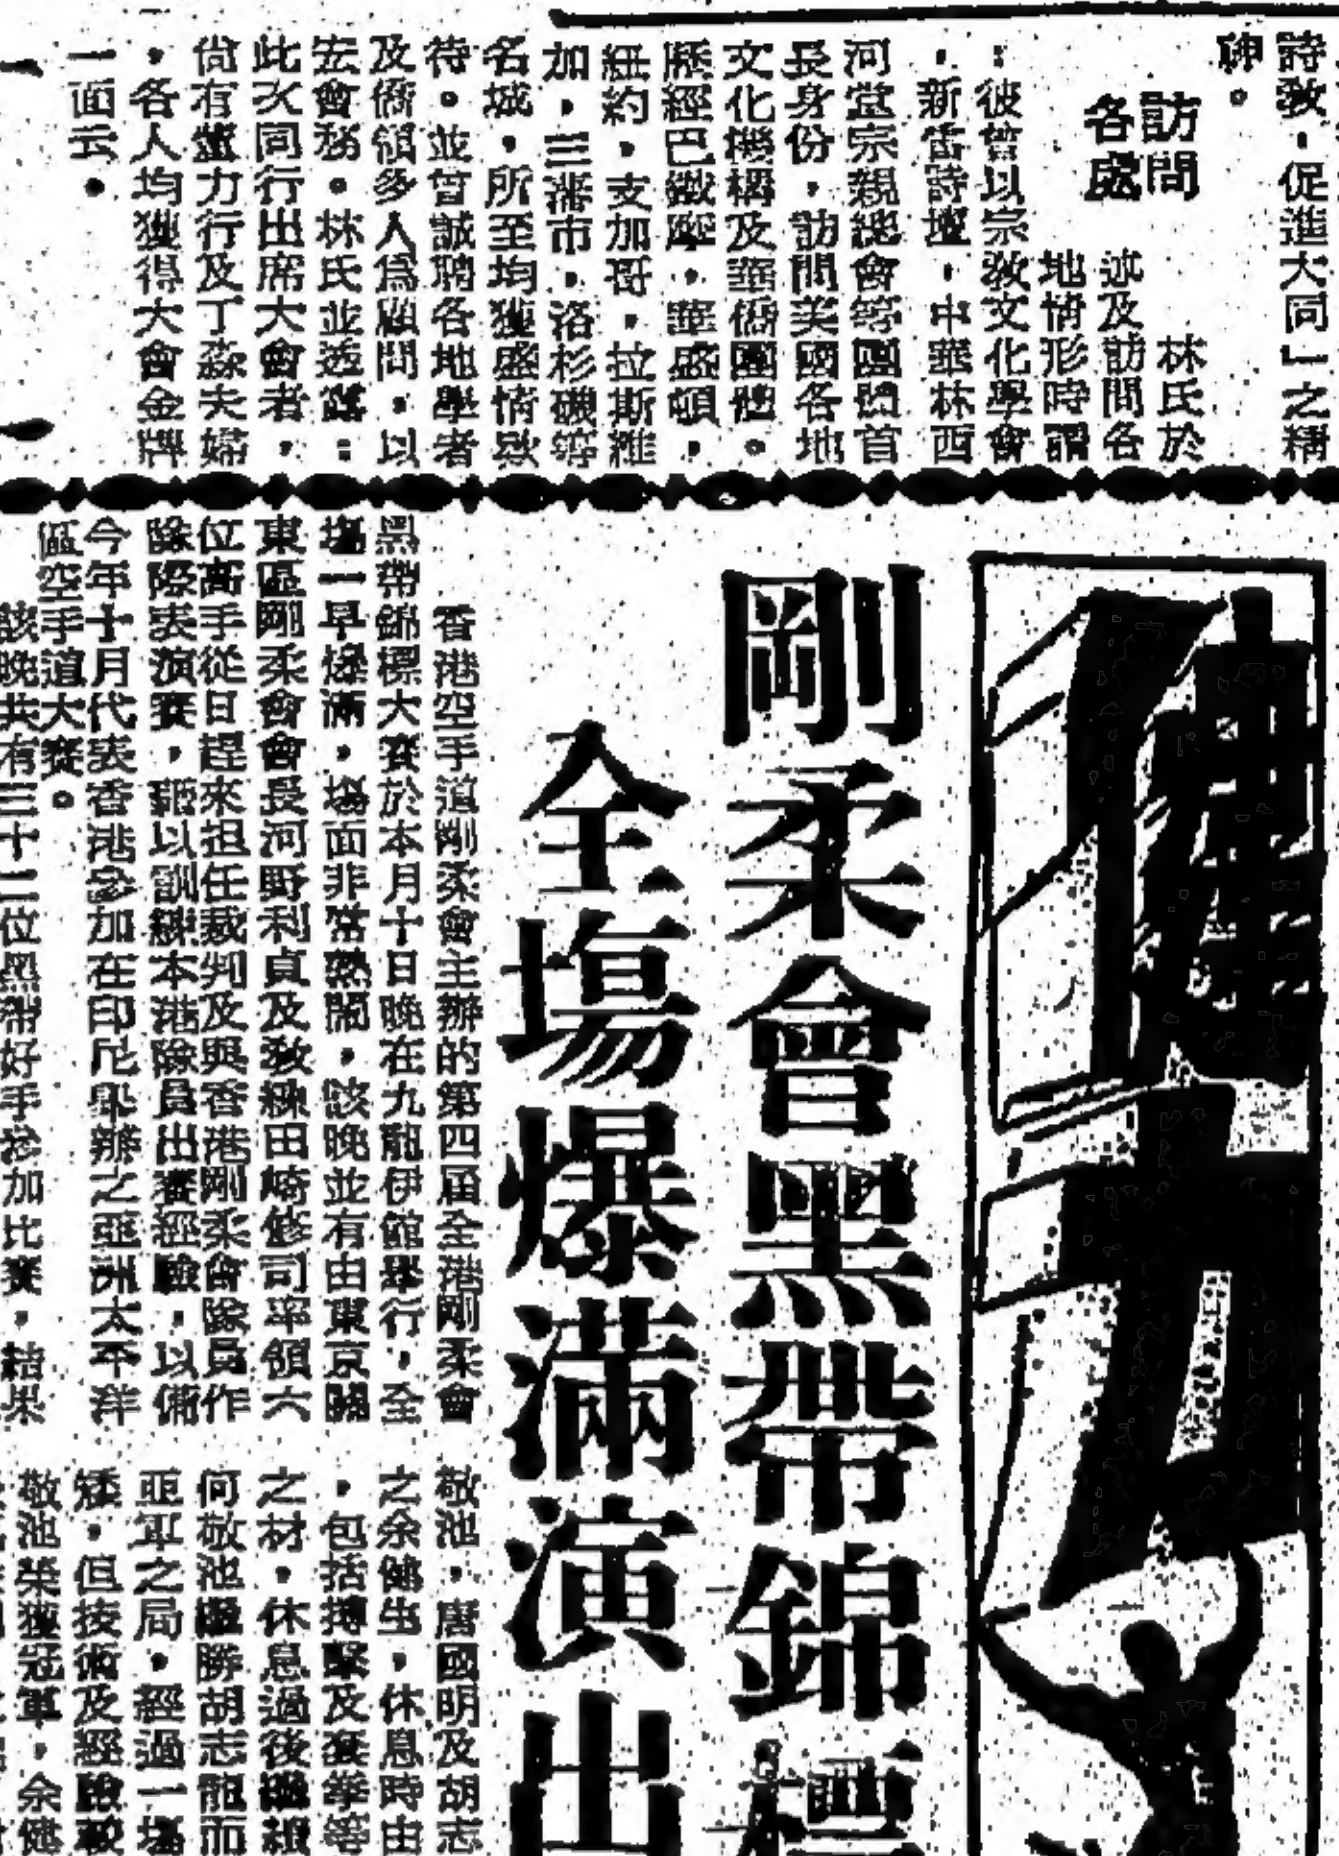 詩敎,促進大同」之精
神。
訪問
各處
林氏於
述及訪問各
地情形時謂
:彼曾以宗敎文化學會
,新雷詩壇,中華林西
河堂宗親總會等團體首
長身份,訪問美國各地
文化機構及華僑團體。
歷經巴鐵摩,華盛頓,
紐約,支加哥,拉斯維
加,三藩市,洛杉磯等
名城,所至均獲盛情欵
待。並曾誠聘各地學者
及僑領多人爲顧問,以
宏會務。林氏並透露:
此次同行出席大會者,
尚有董力行及丁淼夫婦
,各人均獲得大會金牌
一面云。
剛柔會黑帶錦標
全塲爆滿演出
香港空手道剛柔會主辦的第四屆全港剛柔會
黑帶錦標大賽於本月十日晚在九龍伊館舉行,全
塲一早爆滿,塲面非常熱鬧,該晚並有由東京關
東區剛柔會會長河野利貞及敎練田崎修司率領六
位高手從日趕來担任裁判及與香港剛柔會隊員作
隊際表演賽,藉以訓練本港隊員出賽經驗,以備
今年十月代表香港參加在印尼舉辦之亞洲太平洋
區空手道大賽。
該晚共有三十二位黑帶好手參加比賽,結果
敬池,唐國明及胡志
之余健生,休息時由
,包括搏擊及套拳等
之材,休息過後繼續
何敬池雖勝胡志龍而
亞軍之局,經過一塲
矮,但技術及經驗較
敬池榮獲冠軍,余健